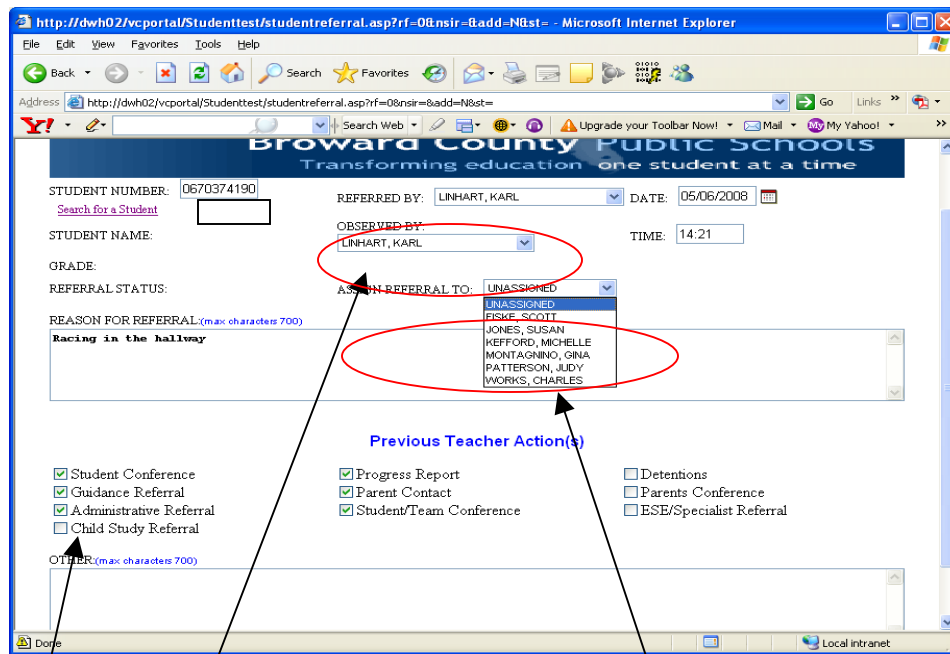 http://dwh02/vcportal/Studenttest/studentreferral.asp?rf=0&nsir=&add=N&st= - Microsoft Internet Explorer
File Edit View Favorites Tools Help
Back Search Favorites
Address http://dwh02/vcportal/Studenttest/studentreferral.asp?rf=0&nsir=&add=N&st= Go Links
Y! Search Web Upgrade your Toolbar Now! Mail My Yahoo!
Broward County Public Schools
Transforming education one student at a time
STUDENT NUMBER: 0670374190 REFERRED BY: LINHART, KARL DATE: 05/06/2008
Search for a Student
OBSERVED BY:
STUDENT NAME: LINHART, KARL TIME: 14:21
GRADE:
REFERRAL STATUS: ASSIGN REFERRAL TO: UNASSIGNED
UNASSIGNED
FISKE, SCOTT
JONES, SUSAN
KEFFORD, MICHELLE
MONTAGNINO, GINA
PATTERSON, JUDY
WORKS, CHARLES
REASON FOR REFERRAL:(max characters 700)
Racing in the hallway
Previous Teacher Action(s)
Student Conference Progress Report Detentions
Guidance Referral Parent Contact Parents Conference
Administrative Referral Student/Team Conference ESE/Specialist Referral
Child Study Referral
OTHER:(max characters 700)
Done Local intranet